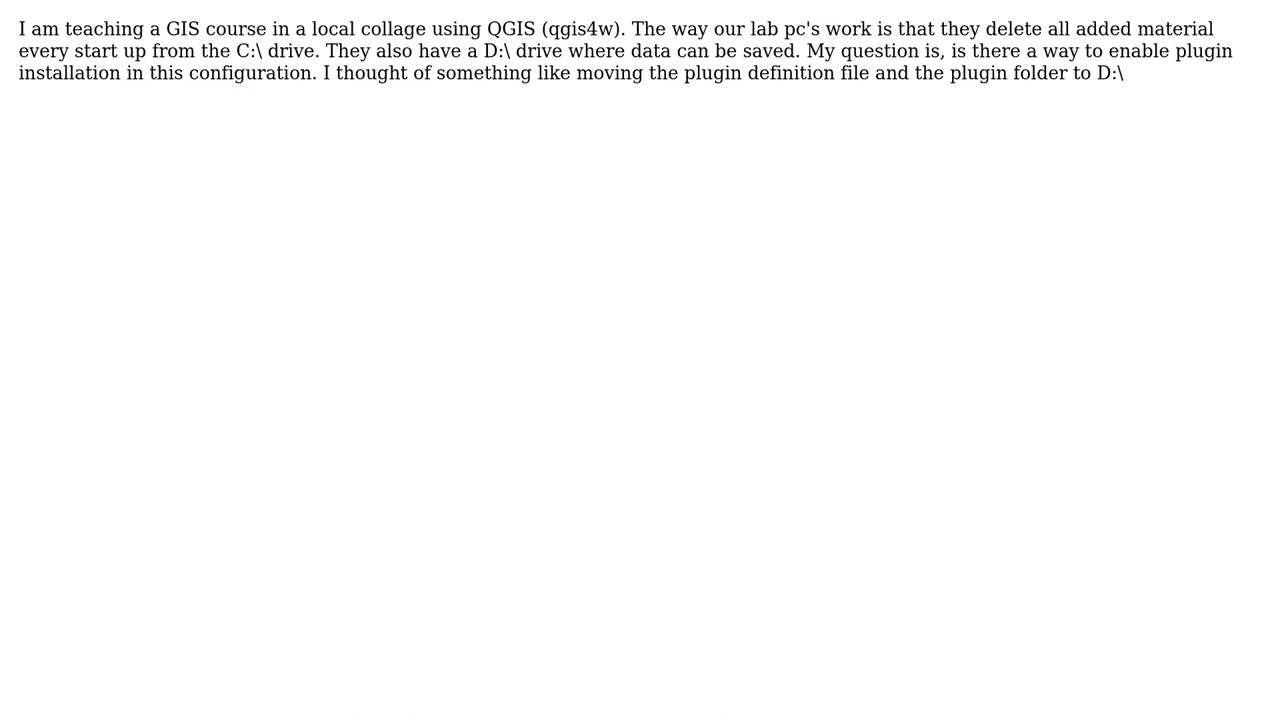 I am teaching a GIS course in a local collage using QGIS (qgis4w). The way our lab pc's work is that they delete all added material
every start up from the C:\ drive. They also have a D:\ drive where data can be saved. My question is, is there a way to enable plugin
installation in this configuration. I thought of something like moving the plugin definition file and the plugin folder to D:\